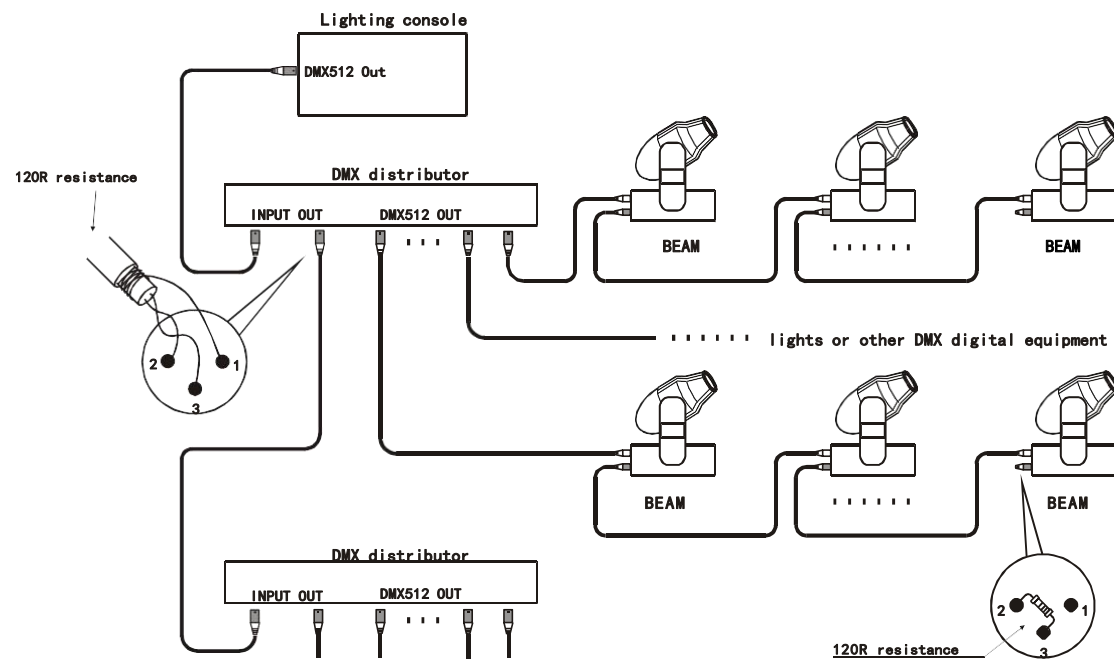 Lighting console
DMX512 Out
120R resistance
DMX distributor
INPUT OUT DMX512 OUT
BEAM
BEAM
2
1
3
lights or other DMX digital equipment
BEAM
BEAM
DMX distributor
INPUT OUT DMX512 OUT
2
1
3
120R resistance